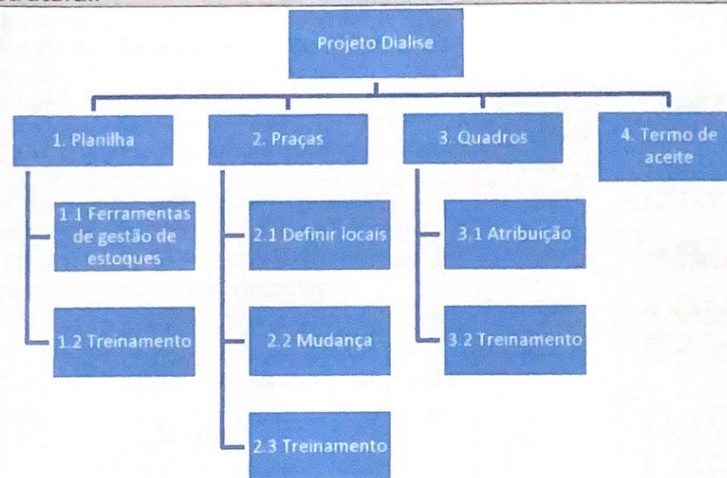 Projeto Dialise
1. Planilha
2. Praças
3. Quadros
4. Termo de
aceite
1.1 Ferramentas
de gestão de
estoques
1.2 Treinamento
2.1 Definir locais
2.2 Mudança
2.3 Treinamento
3.1 Atribuição
3.2 Treinamento